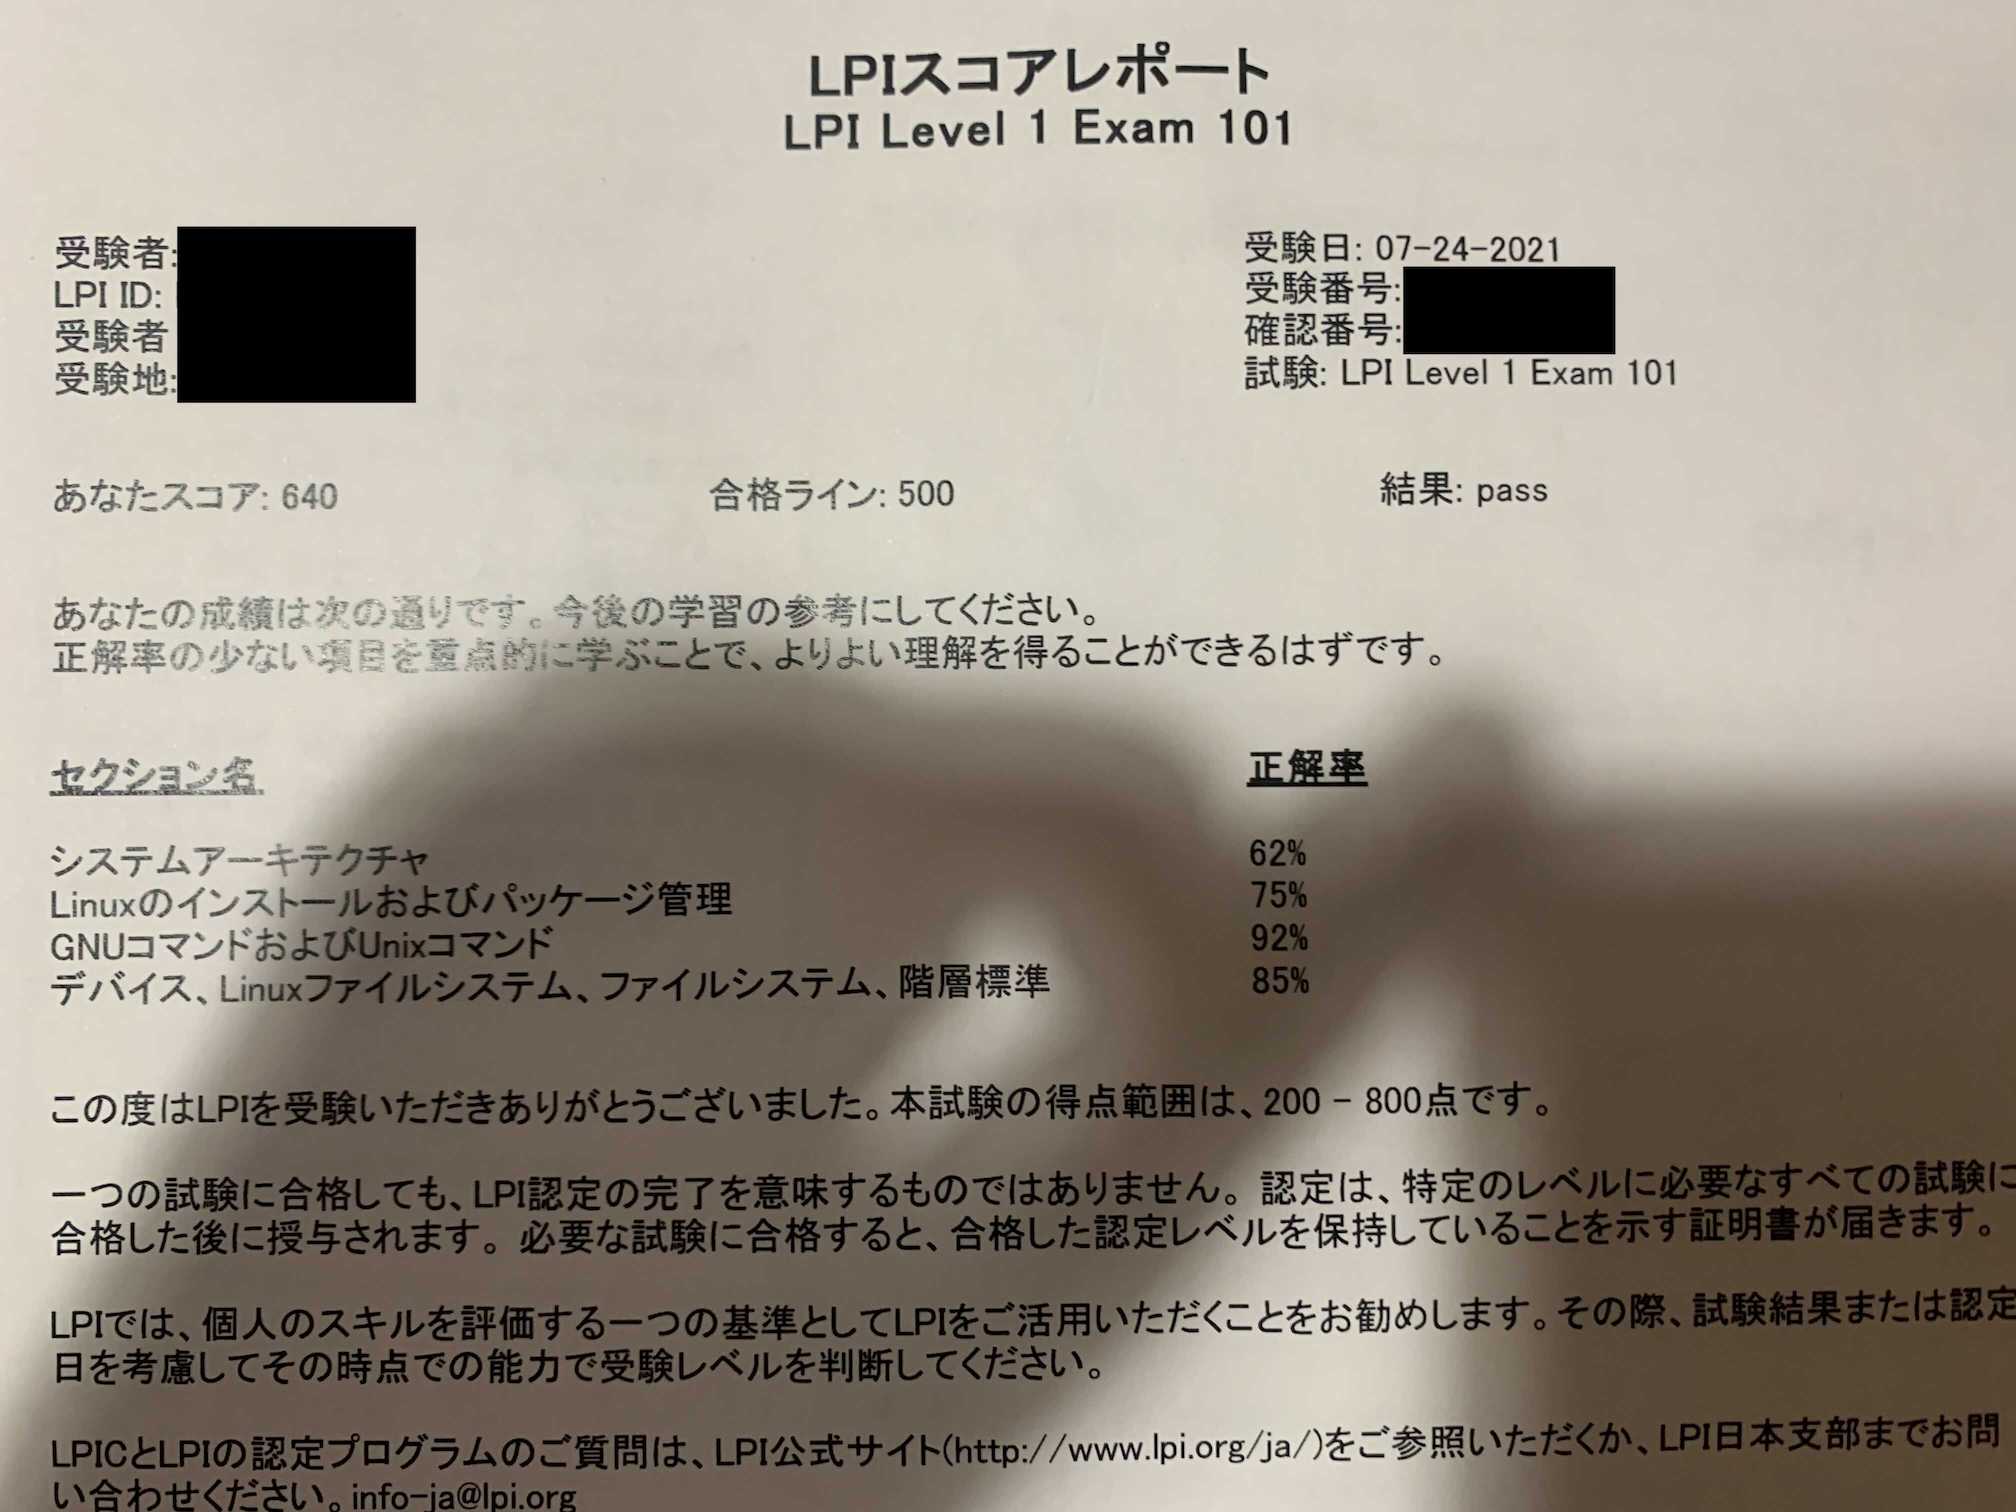 LPIスコアレポート
LPI Level 1 Exam 101
受験者:
LPI ID:
受験者
受験地:
受験日: 07-24-2021
受験番号:
確認番号:
試験: LPI Level 1 Exam 101
あなたスコア: 640
合格ライン: 500
結果: pass
あなたの成績は次の通りです。今後の学習の参考にしてください。
正解率の少ない項目を重点的に学ぶことで、よりよい理解を得ることができるはずです。
セクション名 正解率
システムアーキテクチャ 62%
Linuxのインストールおよびパッケージ管理 75%
GNUコマンドおよびUnixコマンド 92%
デバイス、Linuxファイルシステム、ファイルシステム、階層標準 85%
この度はLPIを受験いただきありがとうございました。本試験の得点範囲は、200 - 800点です。
一つの試験に合格しても、LPI認定の完了を意味するものではありません。認定は、特定のレベルに必要なすべての試験に
合格した後に授与されます。必要な試験に合格すると、合格した認定レベルを保持していることを示す証明書が届きます。
LPIでは、個人のスキルを評価する一つの基準としてLPIをご活用いただくことをお勧めします。その際、試験結果または認定
日を考慮してその時点での能力で受験レベルを判断してください。
LPICとLPIの認定プログラムのご質問は、LPI公式サイト(http://www.lpi.org/ja/)をご参照いただくか、LPI日本支部までお問
い合わせください。info-ja@lpi.org